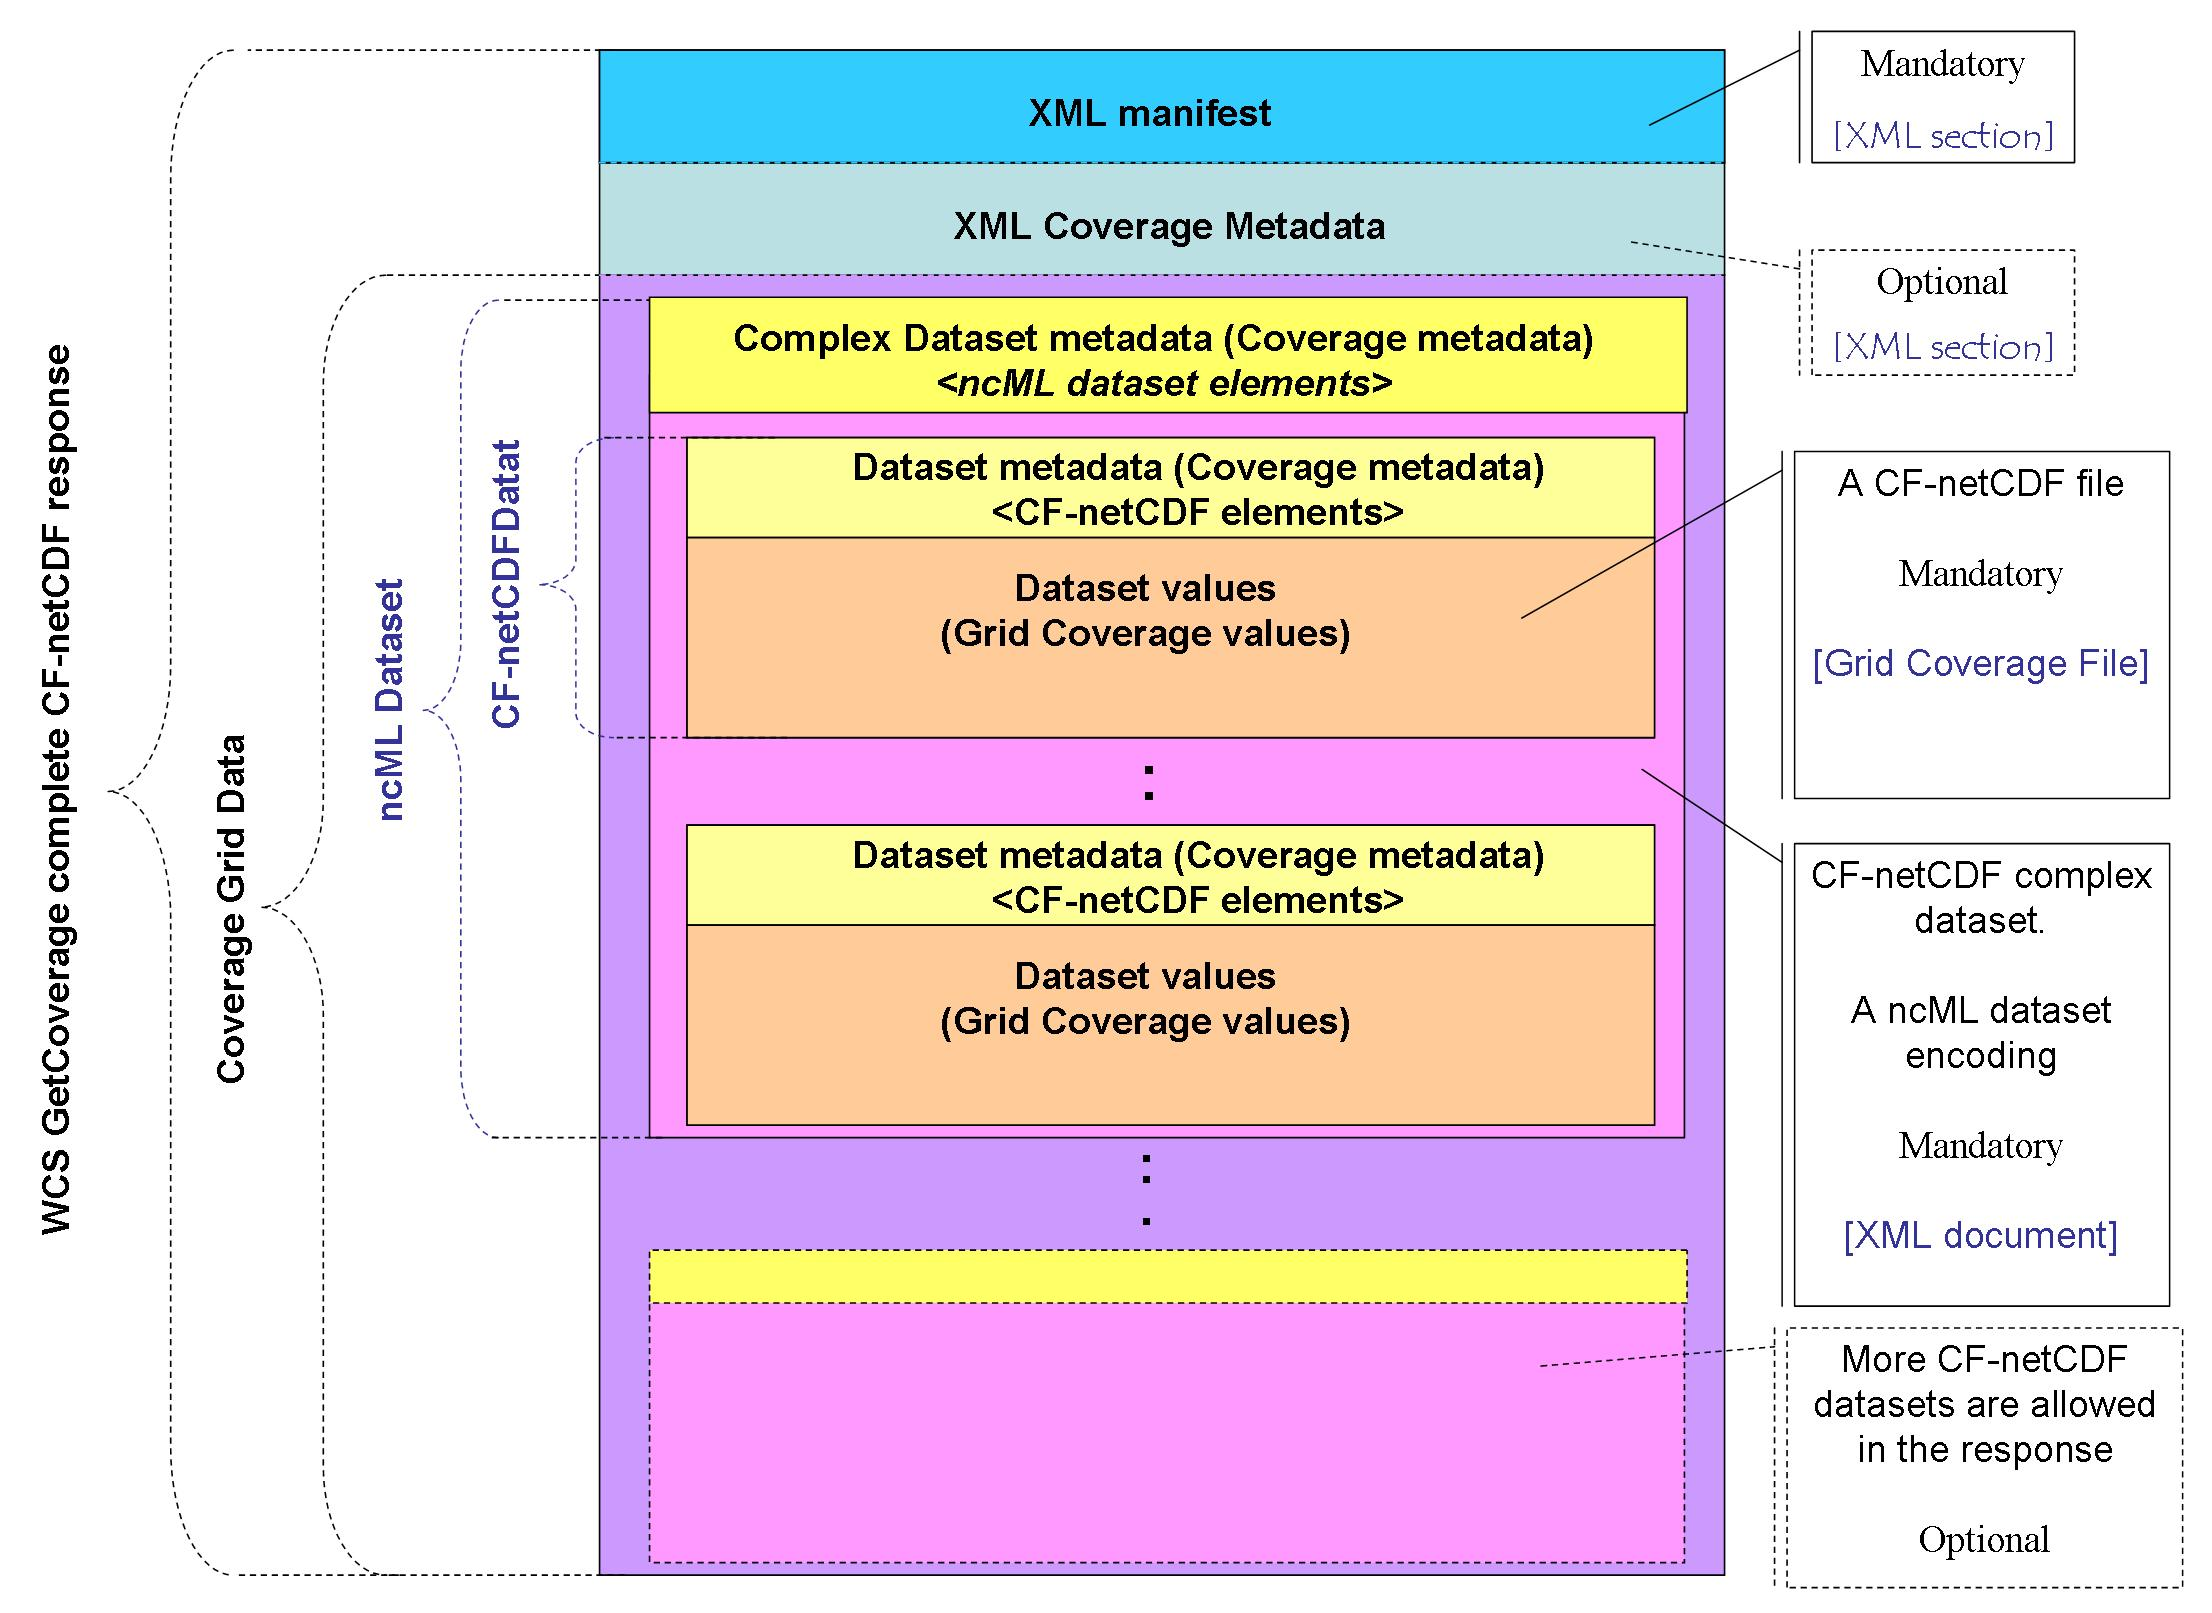 WCS GetCoverage complete CF-netCDF response
Coverage Grid Data
ncML Dataset
CF-netCDFDatat
XML manifest
XML Coverage Metadata
Complex Dataset metadata (Coverage metadata)
<ncML dataset elements>
Dataset metadata (Coverage metadata)
<CF-netCDF elements>
Dataset values
(Grid Coverage values)
Dataset metadata (Coverage metadata)
<CF-netCDF elements>
Dataset values
(Grid Coverage values)
Mandatory
[XML section]
Optional
[XML section]
A CF-netCDF file
Mandatory
[Grid Coverage File]
CF-netCDF complex
dataset.
A ncML dataset
encoding
Mandatory
[XML document]
More CF-netCDF
datasets are allowed
in the response
Optional